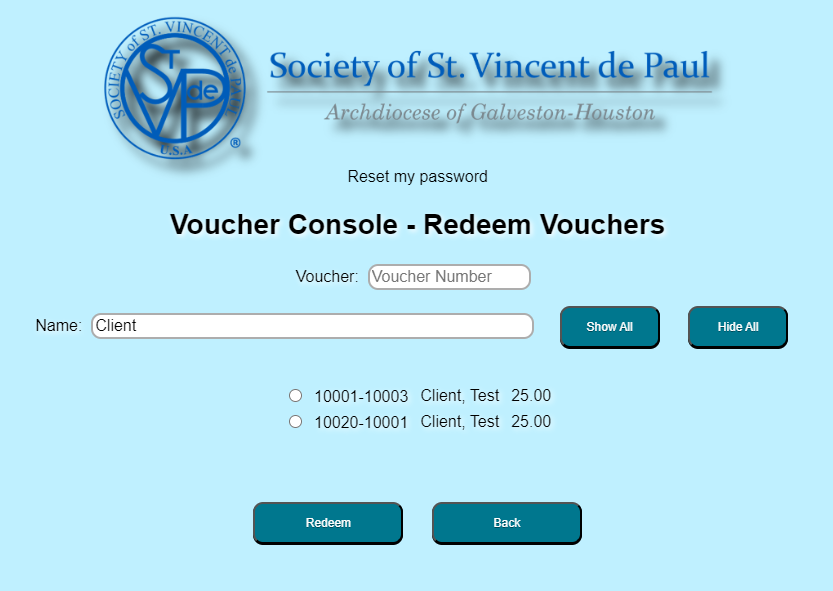 SOCIETY of ST. VINCENT de PAUL
St
V de P
U.S.A
®
Society of St. Vincent de Paul
Archdiocese of Galveston-Houston
Reset my password
Voucher Console - Redeem Vouchers
Voucher: Voucher Number
Name: Client Show All Hide All
10001-10003 Client, Test 25.00
10020-10001 Client, Test 25.00
Redeem Back